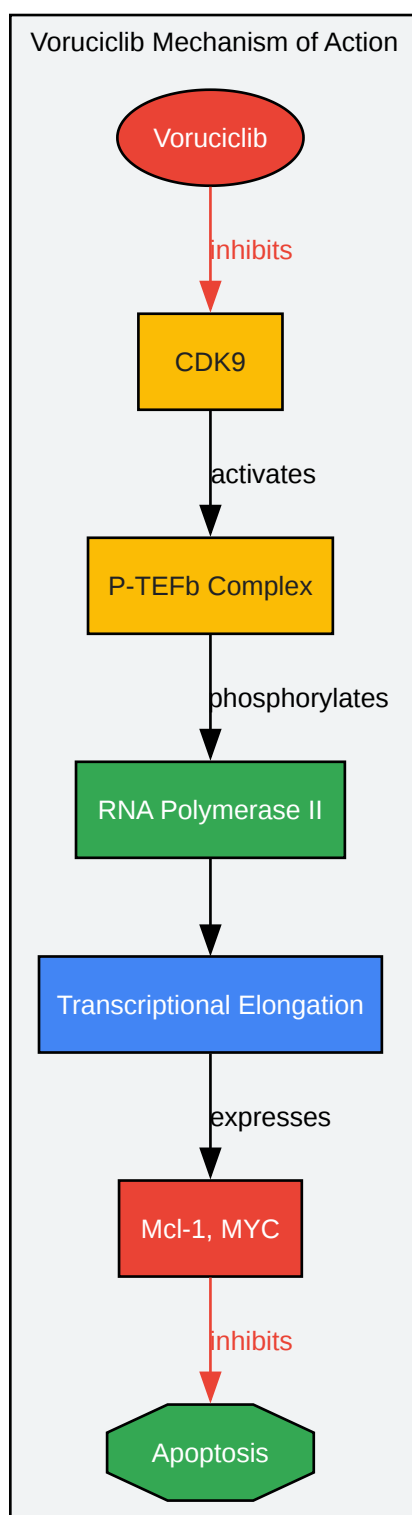 Voruciclib Mechanism of Action
Voruciclib
inhibits
CDK9
activates
P-TEFb Complex
phosphorylates
RNA Polymerase II
Transcriptional Elongation
expresses
Mcl-1, MYC
inhibits
Apoptosis